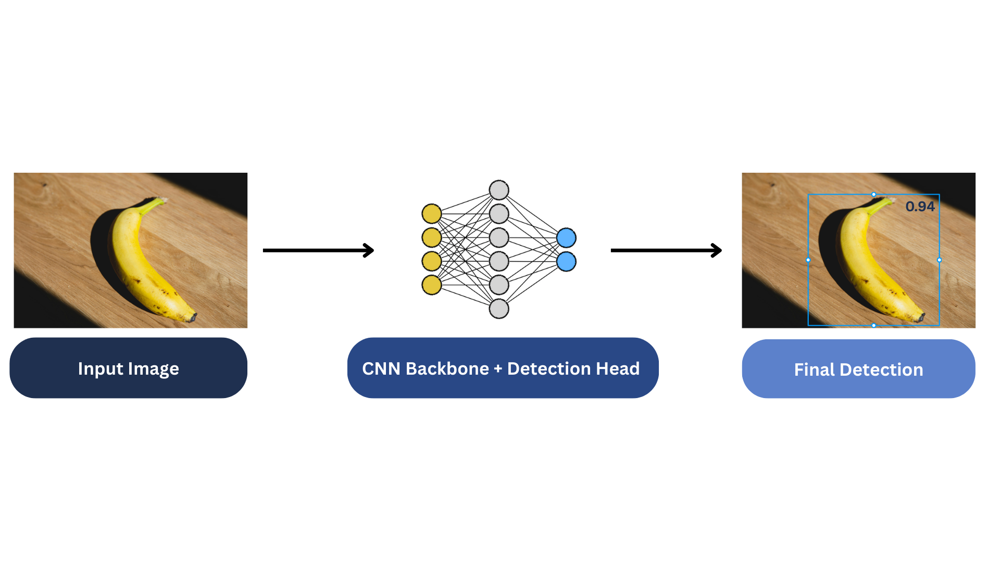 0.94
Input Image
CNN Backbone + Detection Head
Final Detection